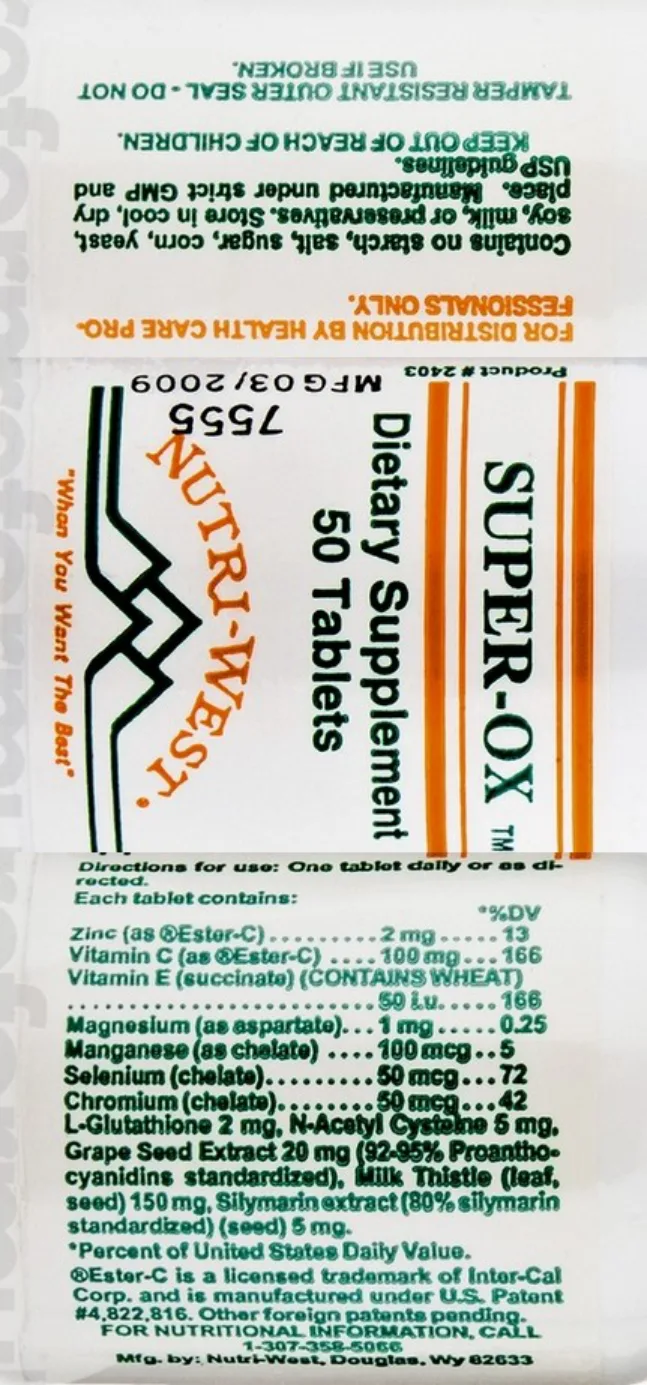 FOR DISTRIBUTION BY HEALTH CARE PRO-
FESSIONALS ONLY.
Contains no starch, salt, sugar, corn, yeast,
soy, milk, or preservatives. Store in cool, dry
place. Manufactured under strict GMP and
USP guidelines.
KEEP OUT OF REACH OF CHILDREN.
TAMPER RESISTANT OUTER SEAL - DO NOT
USE IF BROKEN.
Product # 2403
MFG 03/2009
7555
SUPER-OX ™
Dietary Supplement
50 Tablets
NUTRI-WEST®
"When You Want The Best"
Directions for use: One tablet daily or as di-
rected.
Each tablet contains:
*%DV
Zinc (as ®Ester-C)..........2 mg.....13
Vitamin C (as ®Ester-C) ....100 mg...166
Vitamin E (succinate) (CONTAINS WHEAT)
............................50 i.u......166
Magnesium (as aspartate)...1 mg.....0.25
Manganese (as chelate) ....100 mcg..5
Selenium (chelate).........50 mcg...72
Chromium (chelate).........50 mcg...42
L-Glutathione 2 mg, N-Acetyl Cysteine 5 mg,
Grape Seed Extract 20 mg (92-95% Proantho-
cyanidins standardized), Milk Thistle (leaf,
seed) 150 mg, Silymarin extract (80% silymarin
standardized) (seed) 5 mg.
*Percent of United States Daily Value.
®Ester-C is a licensed trademark of Inter-Cal
Corp. and is manufactured under U.S. Patent
#4,822,816. Other foreign patents pending.
FOR NUTRITIONAL INFORMATION, CALL
1-307-358-5066
Mfg. by: Nutri-West, Douglas, Wy 82633